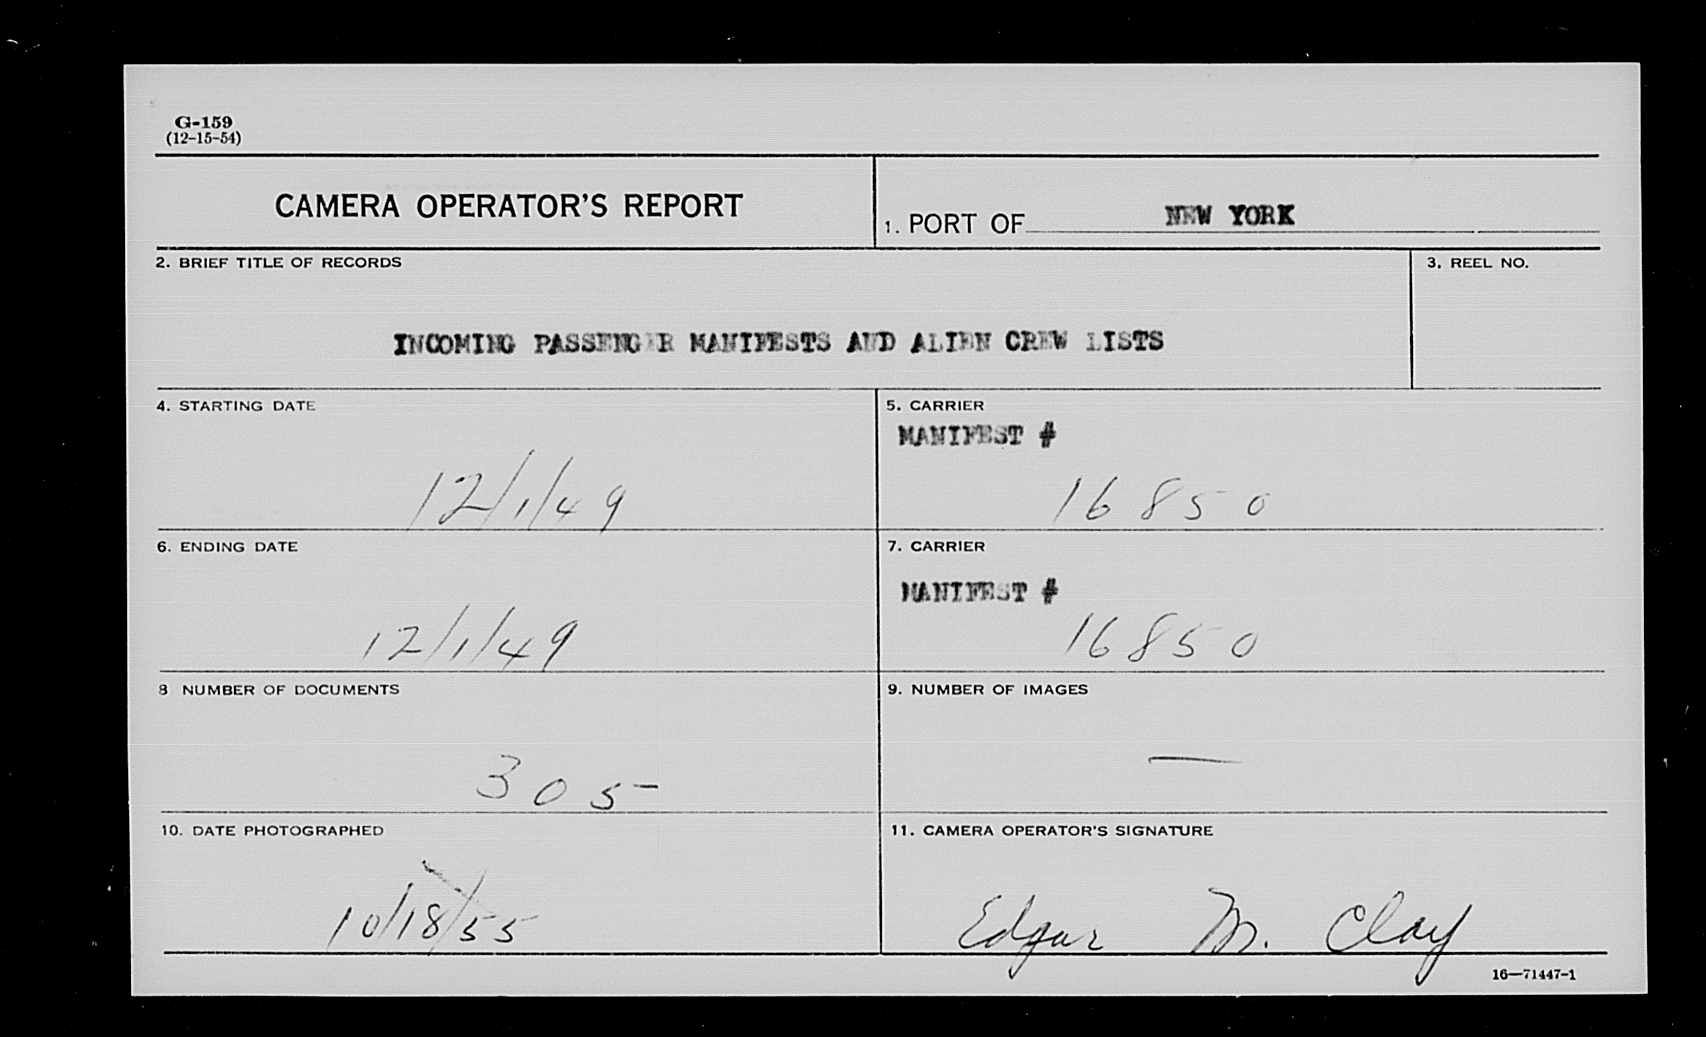 G-159
(12-15-54)
CAMERA OPERATOR'S REPORT
1. PORT OF NEW YORK
2. BRIEF TITLE OF RECORDS
3. REEL NO.
INCOMING PASSENGER MANIFESTS AND ALIEN CREW LISTS
4. STARTING DATE
5. CARRIER
MANIFEST #
12/1/49
16850
6. ENDING DATE
7. CARRIER
MANIFEST #
12/1/49
16850
8 NUMBER OF DOCUMENTS
9. NUMBER OF IMAGES
305
—
10. DATE PHOTOGRAPHED
11. CAMERA OPERATOR'S SIGNATURE
10/18/55
Edgar M. Clay
16—71447-1